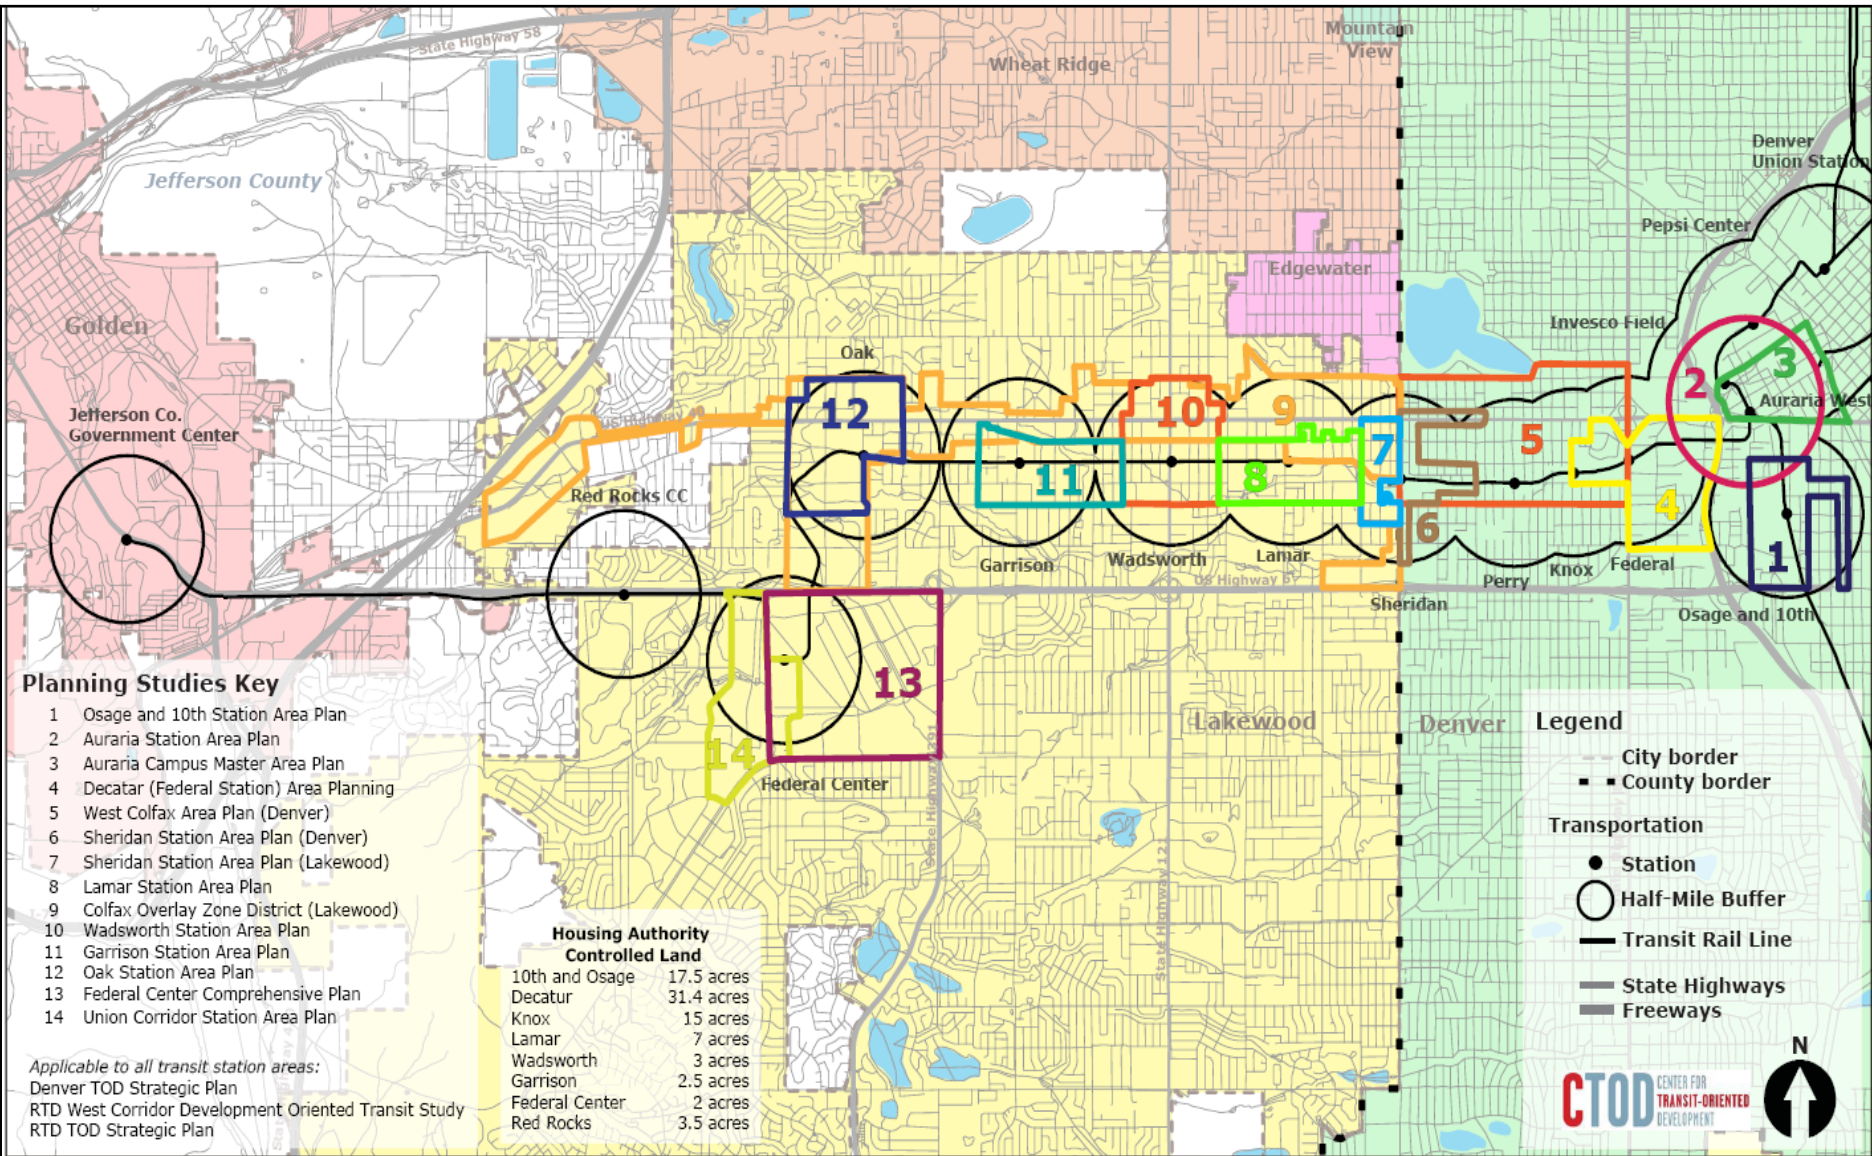 State Highway 58
Mountain
View
Wheat Ridge
Jefferson County
Denver
Union Station
Pepsi Center
Edgewater
Golden
Invesco Field
Oak
3
2
Auraria West
12
US Highway 40
10
9
Jefferson Co.
Government Center
7
5
8
11
Red Rocks CC
4
6
1
Garrison
Wadsworth
Lamar
US Highway 6
Perry
Knox
Federal
Sheridan
Osage and 10th
13
14
Federal Center
Lakewood
Denver
State Highway 391
State Highway 121
Planning Studies Key
1 Osage and 10th Station Area Plan
2 Auraria Station Area Plan
3 Auraria Campus Master Area Plan
4 Decatar (Federal Station) Area Planning
5 West Colfax Area Plan (Denver)
6 Sheridan Station Area Plan (Denver)
7 Sheridan Station Area Plan (Lakewood)
8 Lamar Station Area Plan
9 Colfax Overlay Zone District (Lakewood)
10 Wadsworth Station Area Plan
11 Garrison Station Area Plan
12 Oak Station Area Plan
13 Federal Center Comprehensive Plan
14 Union Corridor Station Area Plan
Applicable to all transit station areas:
Denver TOD Strategic Plan
RTD West Corridor Development Oriented Transit Study
RTD TOD Strategic Plan
Housing Authority
Controlled Land
10th and Osage 17.5 acres
Decatur 31.4 acres
Knox 15 acres
Lamar 7 acres
Wadsworth 3 acres
Garrison 2.5 acres
Federal Center 2 acres
Red Rocks 3.5 acres
Legend
City border
County border
Transportation
Station
Half-Mile Buffer
Transit Rail Line
State Highways
Freeways
N
CTOD
CENTER FOR
TRANSIT-ORIENTED
DEVELOPMENT